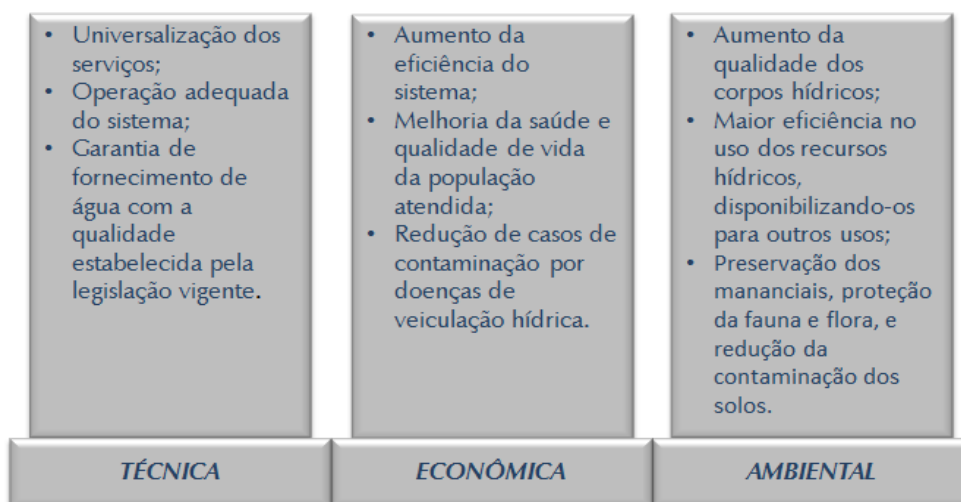 • Universalização dos
serviços;
• Operação adequada
do sistema;
• Garantia de
fornecimento de
água com a
qualidade
estabelecida pela
legislação vigente.
TÉCNICA
• Aumento da
eficiência do
sistema;
• Melhoria da saúde e
qualidade de vida
da população
atendida;
• Redução de casos de
contaminação por
doenças de
veiculação hídrica.
ECONÔMICA
• Aumento da
qualidade dos
corpos hídricos;
• Maior eficiência no
uso dos recursos
hídricos,
disponibilizando-os
para outros usos;
• Preservação dos
mananciais, proteção
da fauna e flora, e
redução da
contaminação dos
solos.
AMBIENTAL